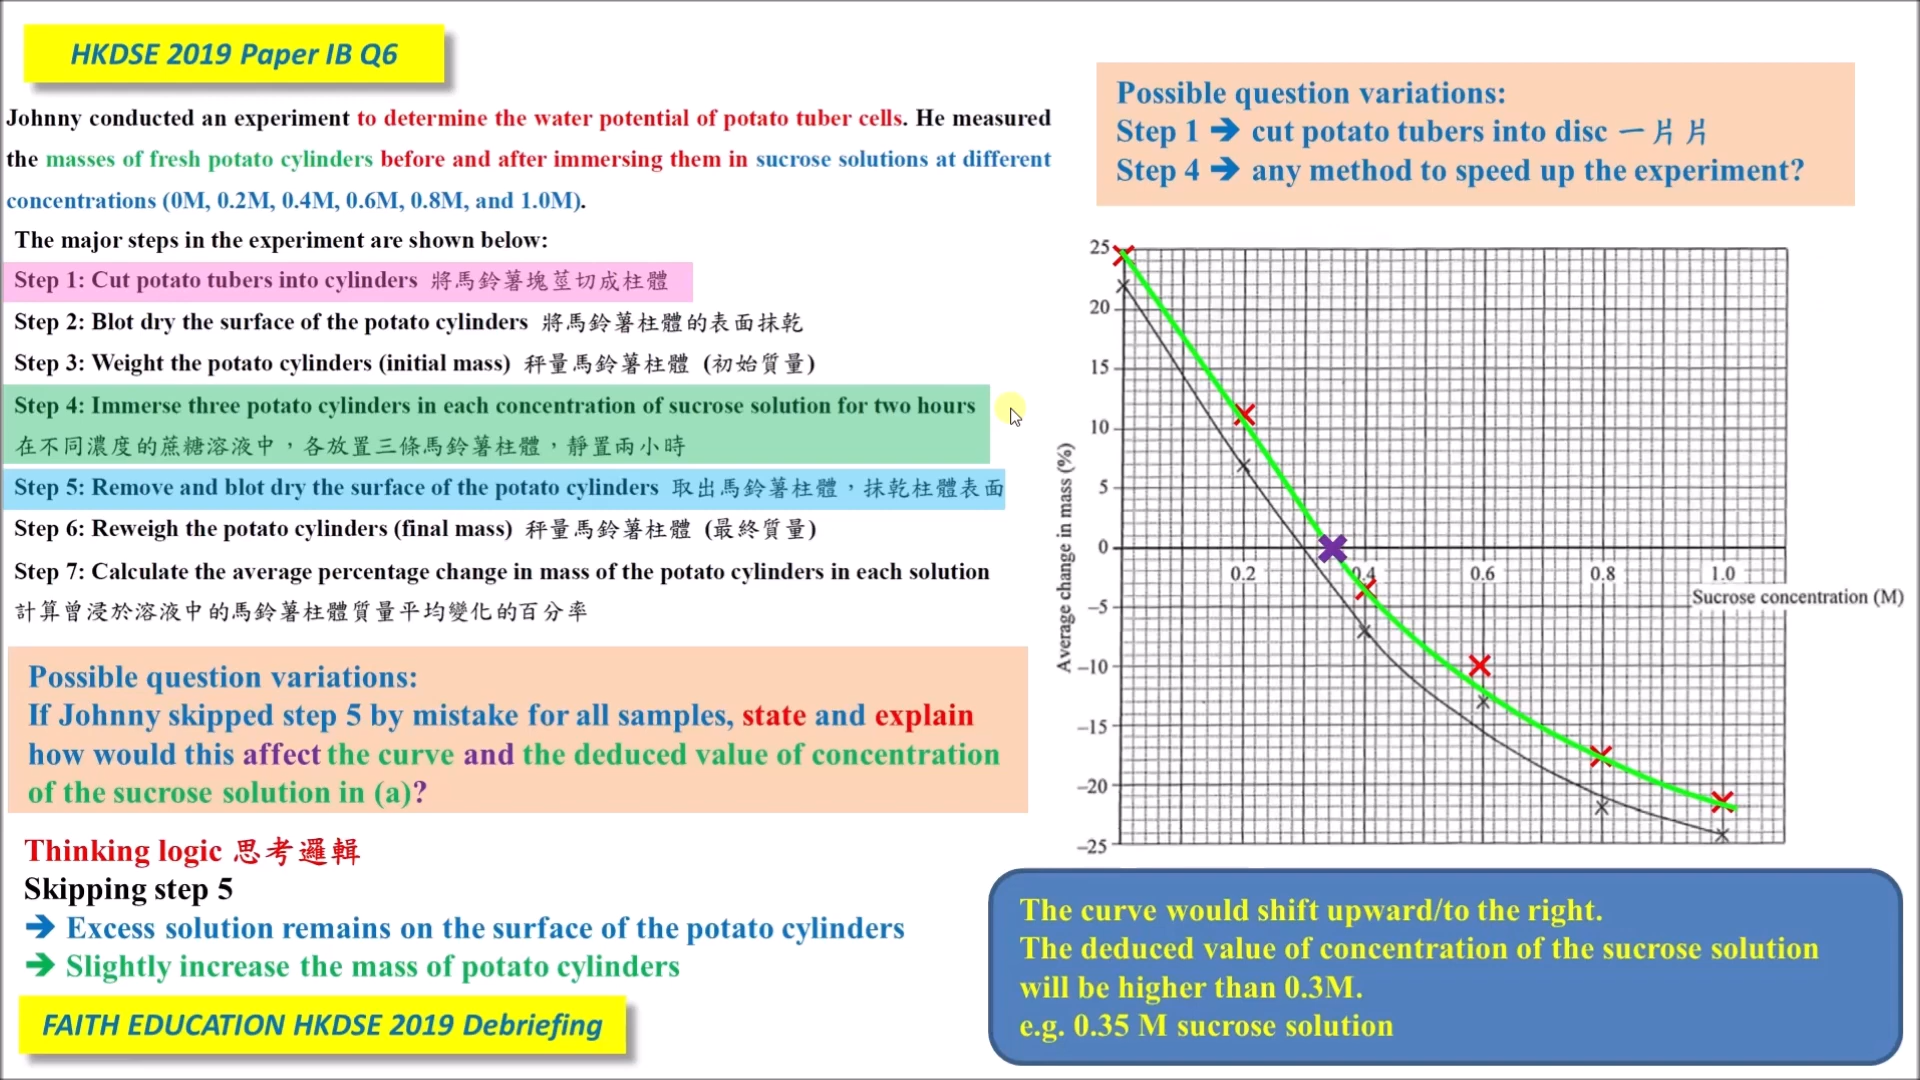 HKDSE 2019 Paper IB Q6
Johnny conducted an experiment to determine the water potential of potato tuber cells. He measured
the masses of fresh potato cylinders before and after immersing them in sucrose solutions at different
concentrations (0M, 0.2M, 0.4M, 0.6M, 0.8M, and 1.0M).
The major steps in the experiment are shown below:
Step 1: Cut potato tubers into cylinders 將馬鈴薯塊莖切成柱體
Step 2: Blot dry the surface of the potato cylinders 將馬鈴薯柱體的表面抹乾
Step 3: Weight the potato cylinders (initial mass) 秤量馬鈴薯柱體 (初始質量)
Step 4: Immerse three potato cylinders in each concentration of sucrose solution for two hours
在不同濃度的蔗糖溶液中，各放置三條馬鈴薯柱體，靜置兩小時
Step 5: Remove and blot dry the surface of the potato cylinders 取出馬鈴薯柱體，抹乾柱體表面
Step 6: Reweigh the potato cylinders (final mass) 秤量馬鈴薯柱體 (最終質量)
Step 7: Calculate the average percentage change in mass of the potato cylinders in each solution
計算曾浸於溶液中的馬鈴薯柱體質量平均變化的百分率
Possible question variations:
If Johnny skipped step 5 by mistake for all samples, state and explain
how would this affect the curve and the deduced value of concentration
of the sucrose solution in (a)?
Thinking logic 思考邏輯
Skipping step 5
➔ Excess solution remains on the surface of the potato cylinders
➔ Slightly increase the mass of potato cylinders
FAITH EDUCATION HKDSE 2019 Debriefing
Possible question variations:
Step 1 ➔ cut potato tubers into disc 一片片
Step 4 ➔ any method to speed up the experiment?
Average change in mass (%)
25
20
15
10
5
0
–5
–10
–15
–20
–25
0.2 0.4 0.6 0.8 1.0
Sucrose concentration (M)
The curve would shift upward/to the right.
The deduced value of concentration of the sucrose solution
will be higher than 0.3M.
e.g. 0.35 M sucrose solution